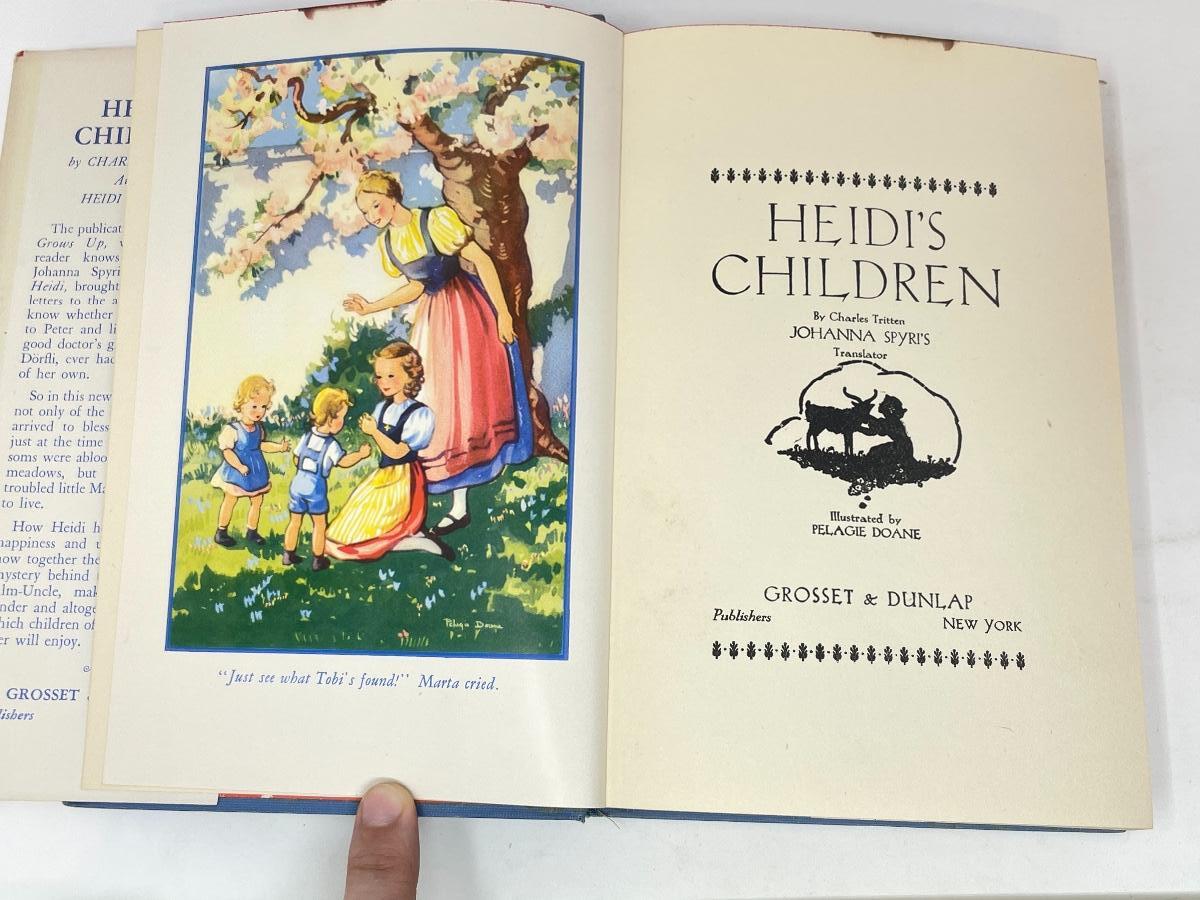 HE
CHI
by CHAR
HEIDI
The publicat
Grows Up,
reader knows
Johanna Spyri
Heidi, brought
letters to the a
know whether
to Peter and li
good doctor's g
Dörfli, ever had
of her own.
So in this new
not only of the
arrived to bless
just at the time
soms were abloo
meadows, but
troubled little Ma
to live.
How Heidi h
happiness and
how together the
mystery behind
lm-Uncle, mak
nder and altoge
hich children of
er will enjoy.
GROSSET
lishers
Pelagie Doane
"Just see what Tobi's found!" Marta cried.
HEIDI'S
CHILDREN
By Charles Tritten
JOHANNA SPYRI'S
Translator
Illustrated by
PELAGIE DOANE
GROSSET & DUNLAP
Publishers NEW YORK